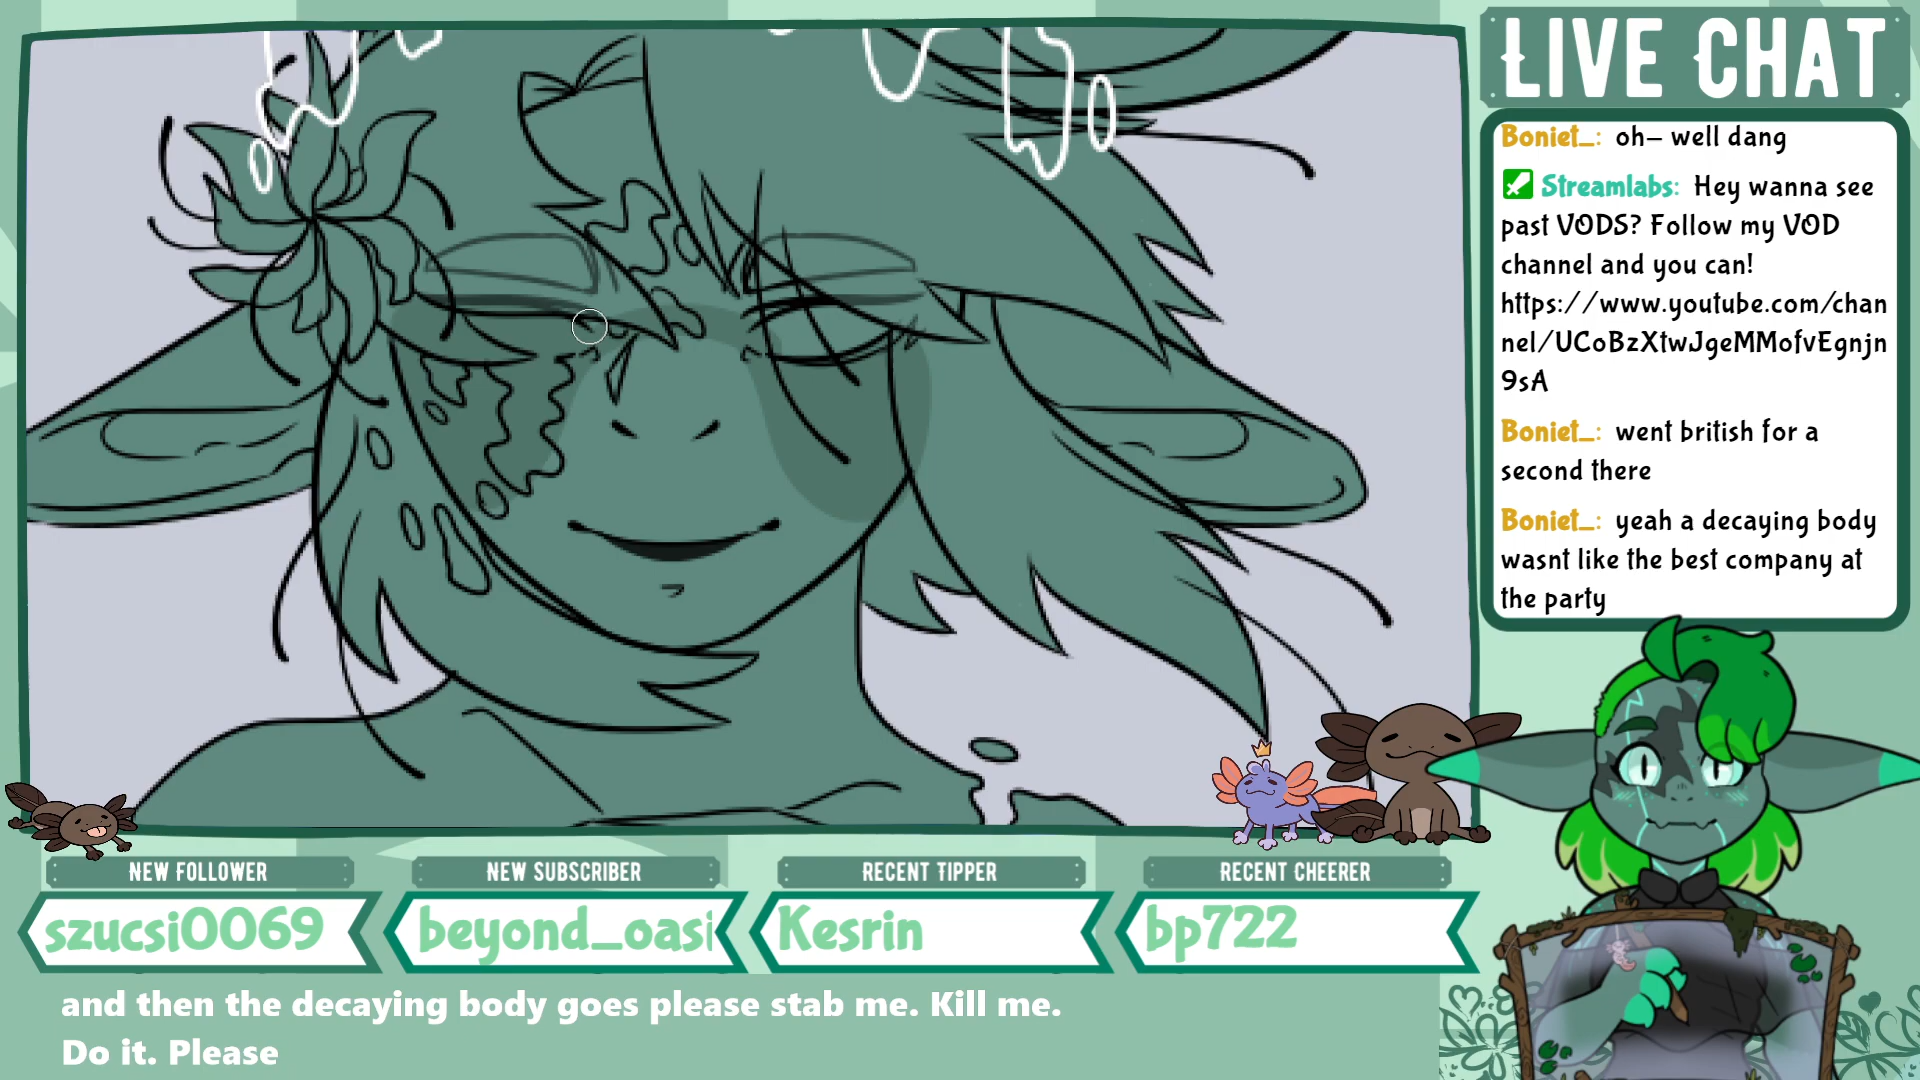 LIVE CHAT
Boniet_: oh- well dang
Streamlabs: Hey wanna see
past VODS? Follow my VOD
channel and you can!
https://www.youtube.com/chan
nel/UCoBzXtwJgeMMofvEgnjn
9sA
Boniet_: went british for a
second there
Boniet_: yeah a decaying body
wasnt like the best company at
the party
NEW FOLLOWER
szucsi0069
NEW SUBSCRIBER
beyond_oasi
RECENT TIPPER
Kesrin
RECENT CHEERER
bp722
and then the decaying body goes please stab me. Kill me.
Do it. Please